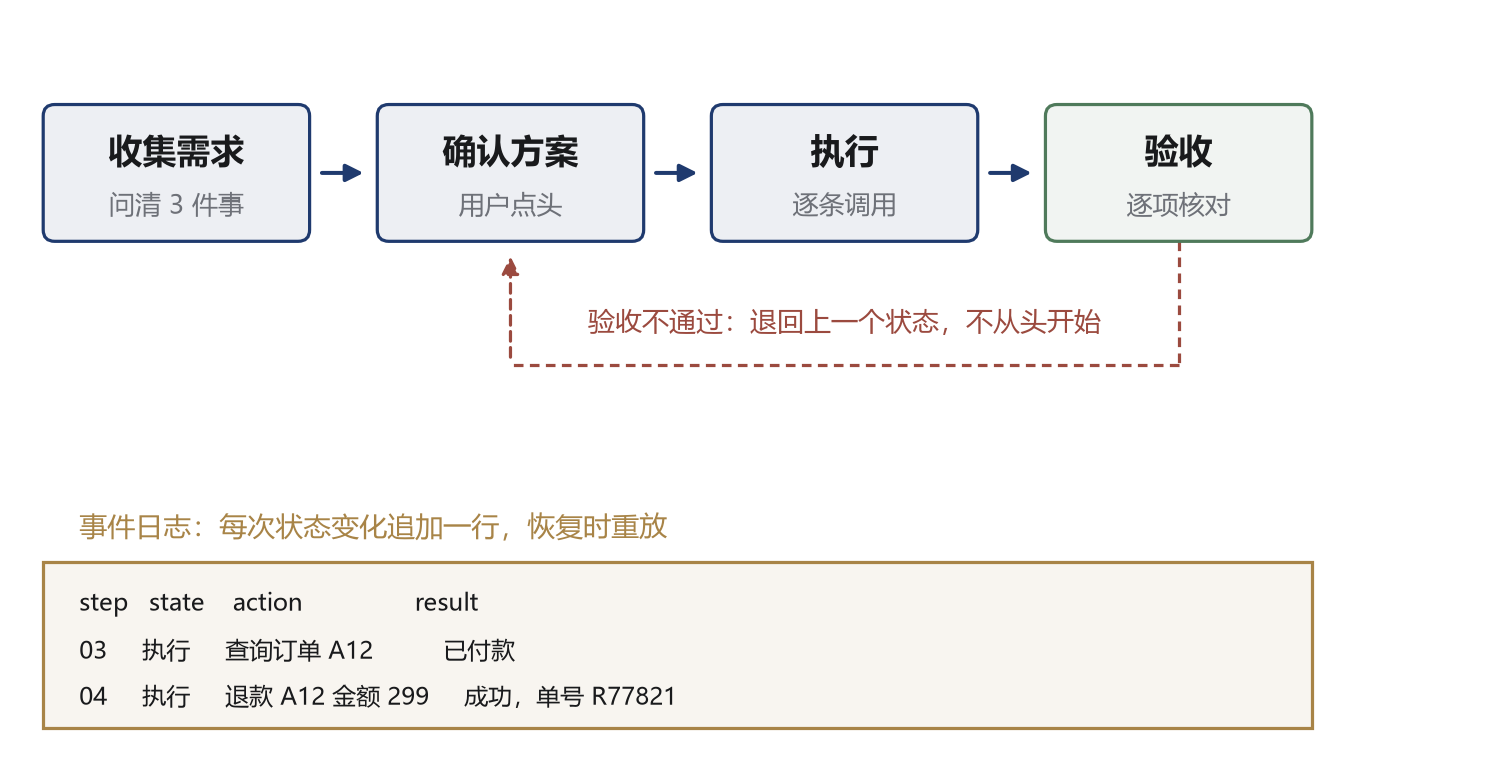 收集需求
问清 3 件事
确认方案
用户点头
执行
逐条调用
验收
逐项核对
验收不通过：退回上一个状态，不从头开始
事件日志：每次状态变化追加一行，恢复时重放
step state action result
03 执行 查询订单 A12 已付款
04 执行 退款 A12 金额 299 成功，单号 R77821